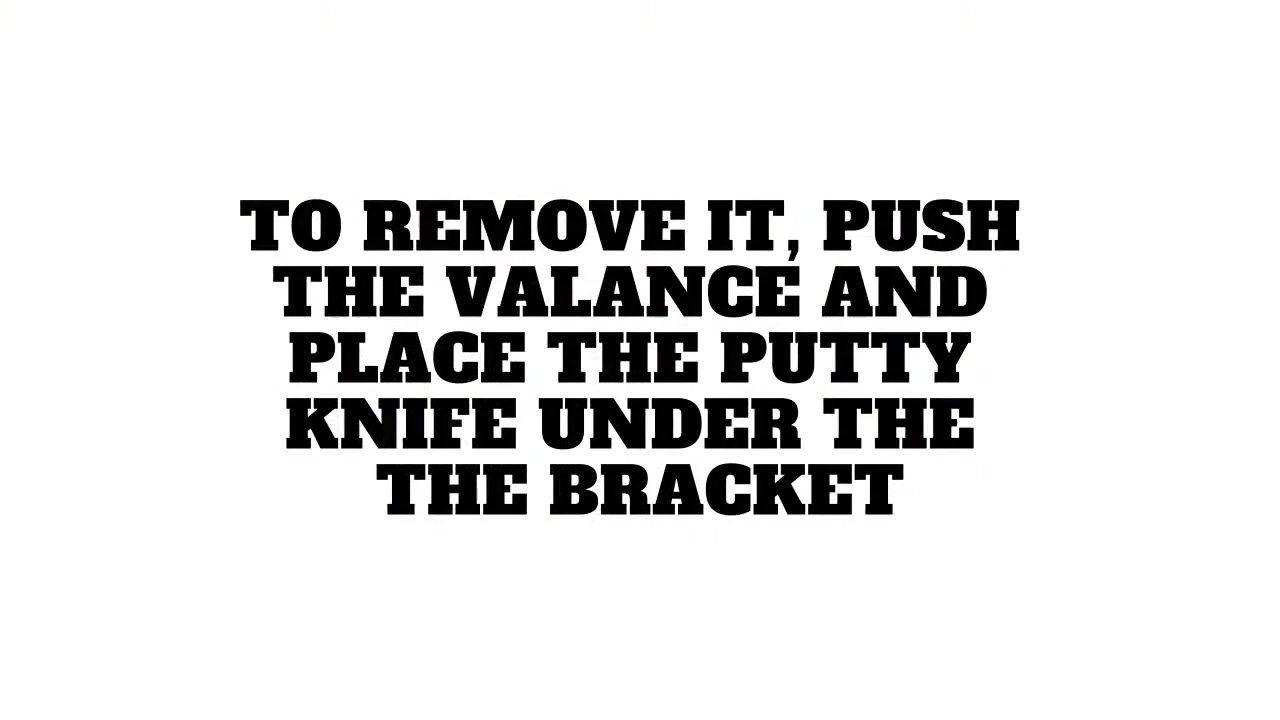 TO REMOVE IT, PUSH
THE VALANCE AND
PLACE THE PUTTY
KNIFE UNDER THE
THE BRACKET